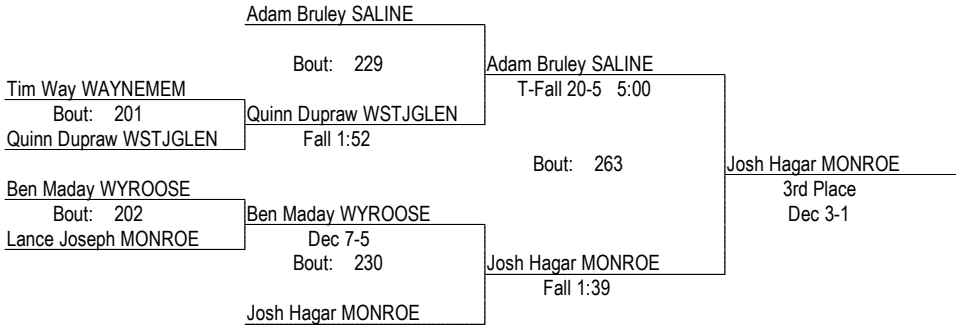 Adam Bruley SALINE
Bout: 229
Adam Bruley SALINE
Tim Way WAYNEMEM
T-Fall 20-5 5:00
Bout: 201
Quinn Dupraw WSTJGLEN
Quinn Dupraw WSTJGLEN
Fall 1:52
Bout: 263
Josh Hagar MONROE
Ben Maday WYROOSE
3rd Place
Bout: 202
Ben Maday WYROOSE
Dec 3-1
Lance Joseph MONROE
Dec 7-5
Bout: 230
Josh Hagar MONROE
Fall 1:39
Josh Hagar MONROE